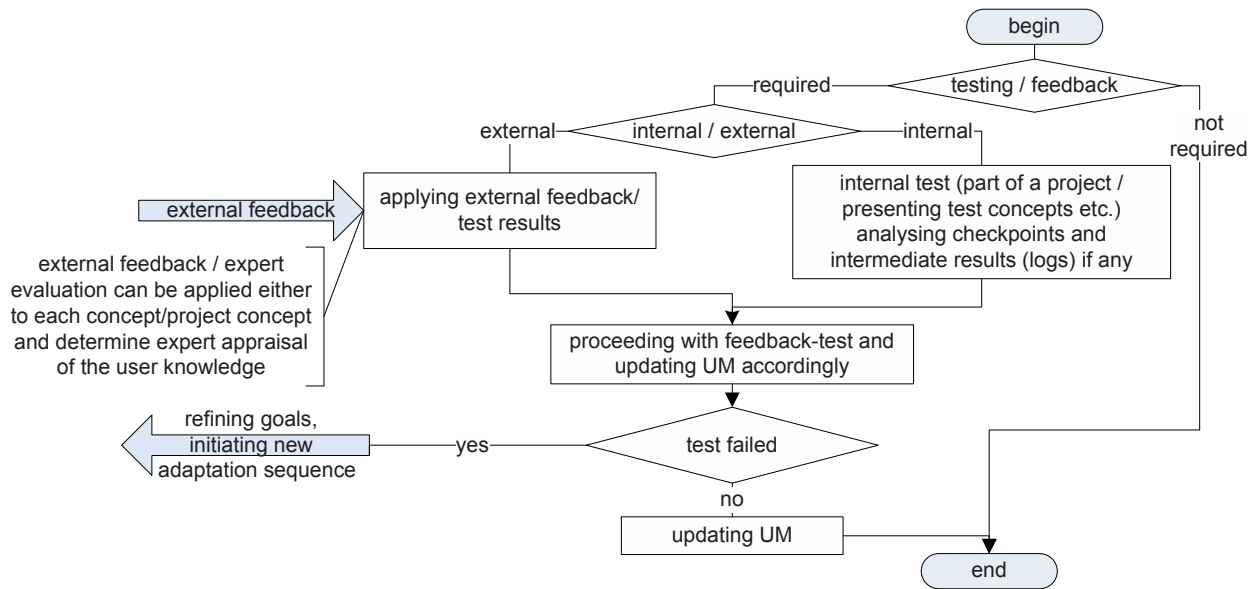 begin
testing / feedback
required
not
required
internal / external
external
internal
applying external feedback/
test results
external feedback
internal test (part of a project /
presenting test concepts etc.)
analysing checkpoints and
intermediate results (logs) if any
external feedback / expert
evaluation can be applied either
to each concept/project concept
and determine expert appraisal
of the user knowledge
proceeding with feedback-test and
updating UM accordingly
test failed
yes
refining goals,
initiating new
adaptation sequence
no
updating UM
end